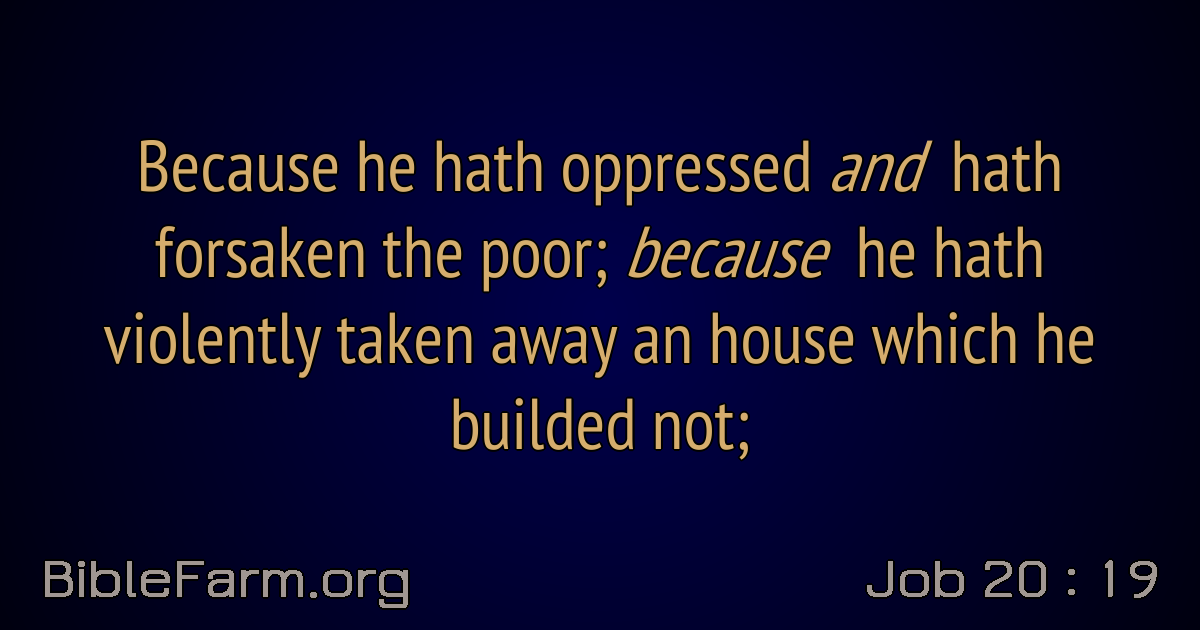 Because he hath oppressed and hath
forsaken the poor; because he hath
violently taken away an house which he
builded not;
BibleFarm.org
Job 20 : 19